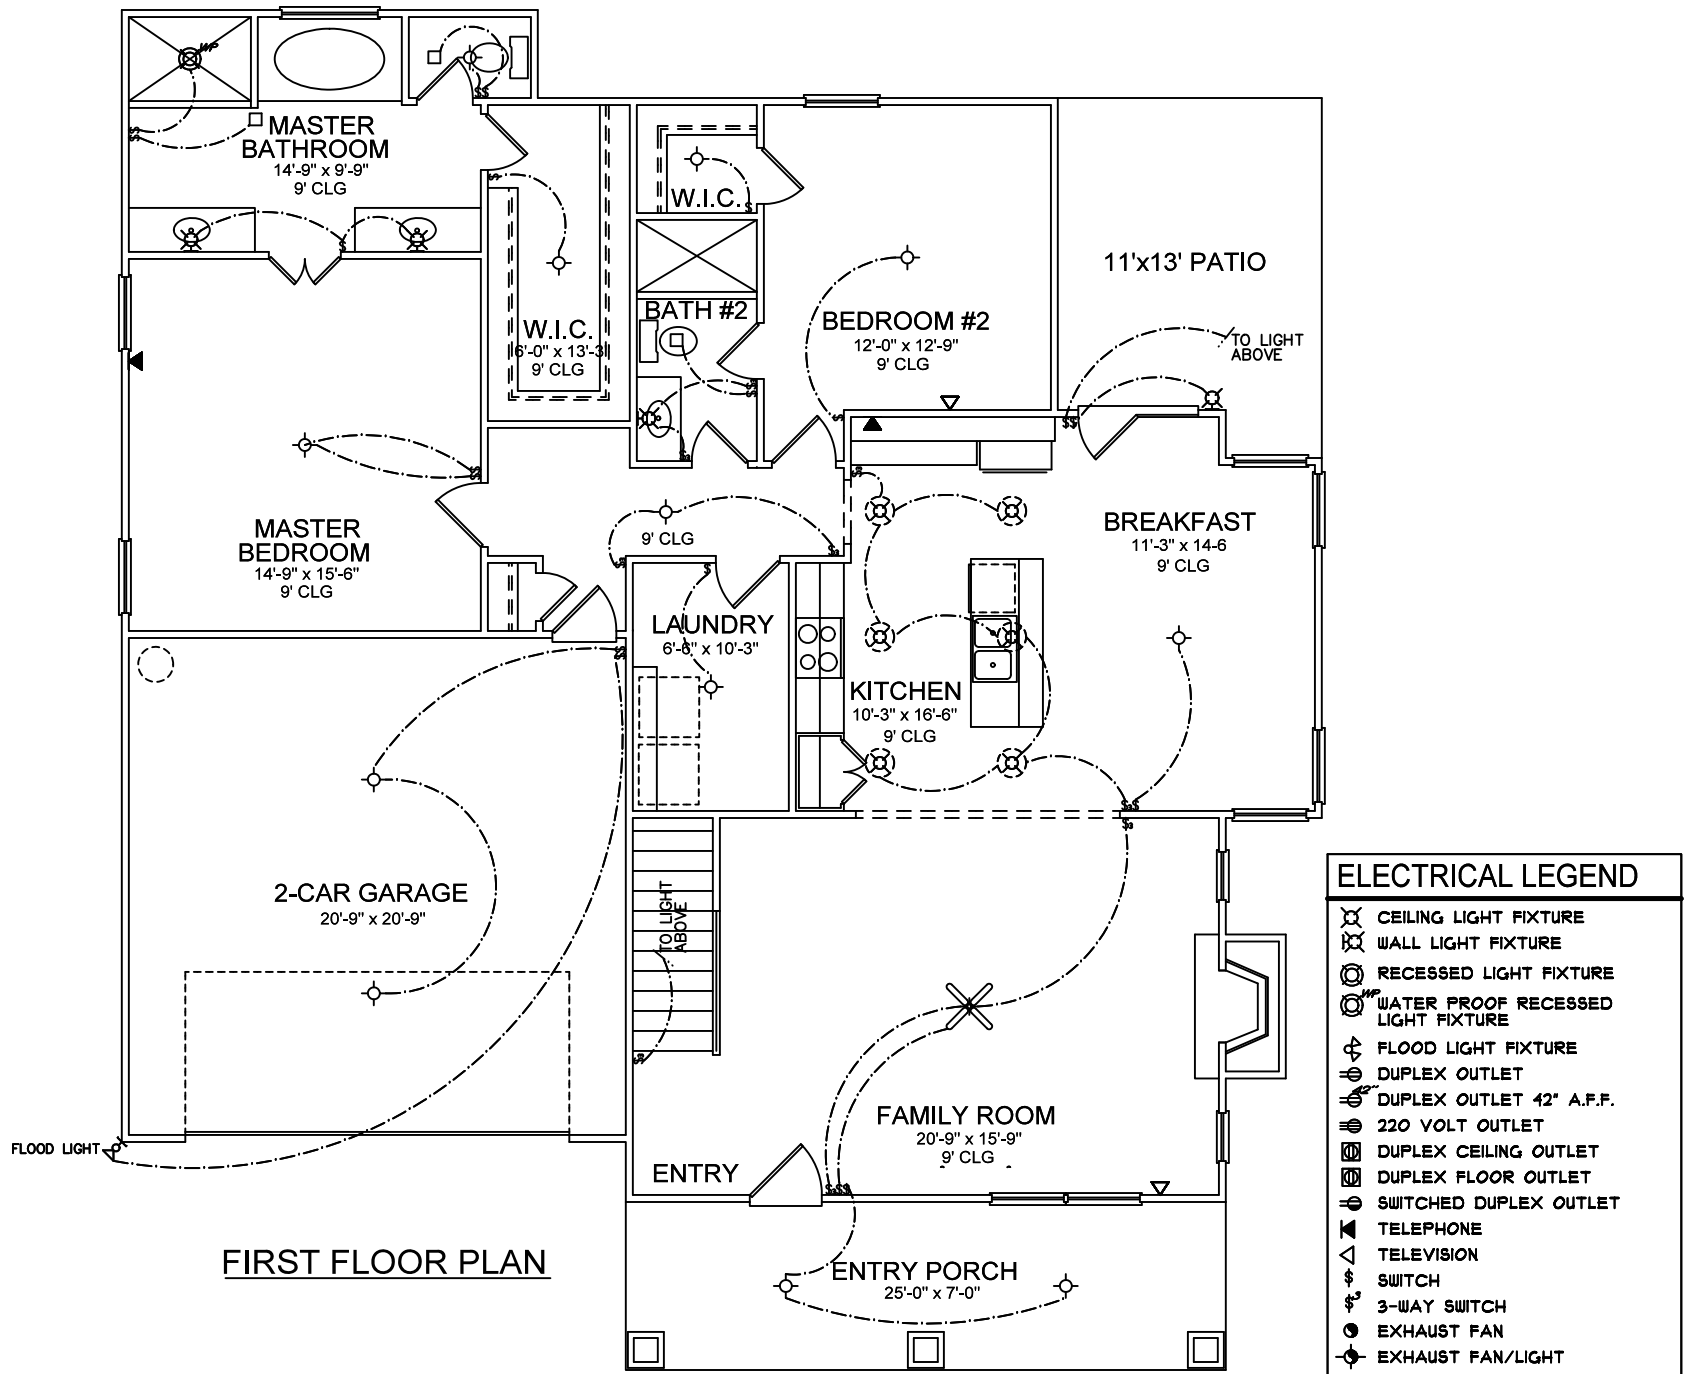 WP
MASTER
BATHROOM
14'-9" x 9'-9"
9' CLG
W.I.C.
11'x13' PATIO
BATH #2
BEDROOM #2
12'-0" x 12'-9"
9' CLG
W.I.C.
6'-0" x 13'-3
9' CLG
TO LIGHT
ABOVE
MASTER
BEDROOM
14'-9" x 15'-6"
9' CLG
9' CLG
BREAKFAST
11'-3" x 14-6
9' CLG
LAUNDRY
6'-6" x 10'-3"
KITCHEN
10'-3" x 16'-6"
9' CLG
2-CAR GARAGE
20'-9" x 20'-9"
TO LIGHT
ABOVE
FAMILY ROOM
20'-9" x 15'-9"
9' CLG
FLOOD LIGHT
ENTRY
FIRST FLOOR PLAN
ENTRY PORCH
25'-0" x 7'-0"
ELECTRICAL LEGEND
CEILING LIGHT FIXTURE
WALL LIGHT FIXTURE
RECESSED LIGHT FIXTURE
WP WATER PROOF RECESSED
LIGHT FIXTURE
FLOOD LIGHT FIXTURE
DUPLEX OUTLET
42" DUPLEX OUTLET 42" A.F.F.
220 VOLT OUTLET
DUPLEX CEILING OUTLET
DUPLEX FLOOR OUTLET
SWITCHED DUPLEX OUTLET
TELEPHONE
TELEVISION
$ SWITCH
$3 3-WAY SWITCH
EXHAUST FAN
EXHAUST FAN/LIGHT